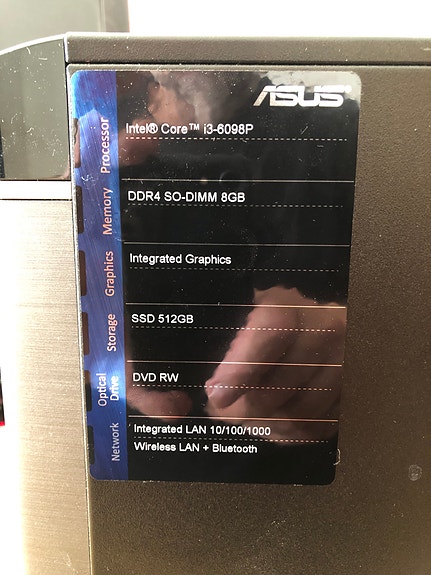 ASUS
Processor
Intel® Core™ i3-6098P
Memory
DDR4 SO-DIMM 8GB
Graphics
Integrated Graphics
Storage
SSD 512GB
Optical
Drive
DVD RW
Network
Integrated LAN 10/100/1000
Wireless LAN + Bluetooth